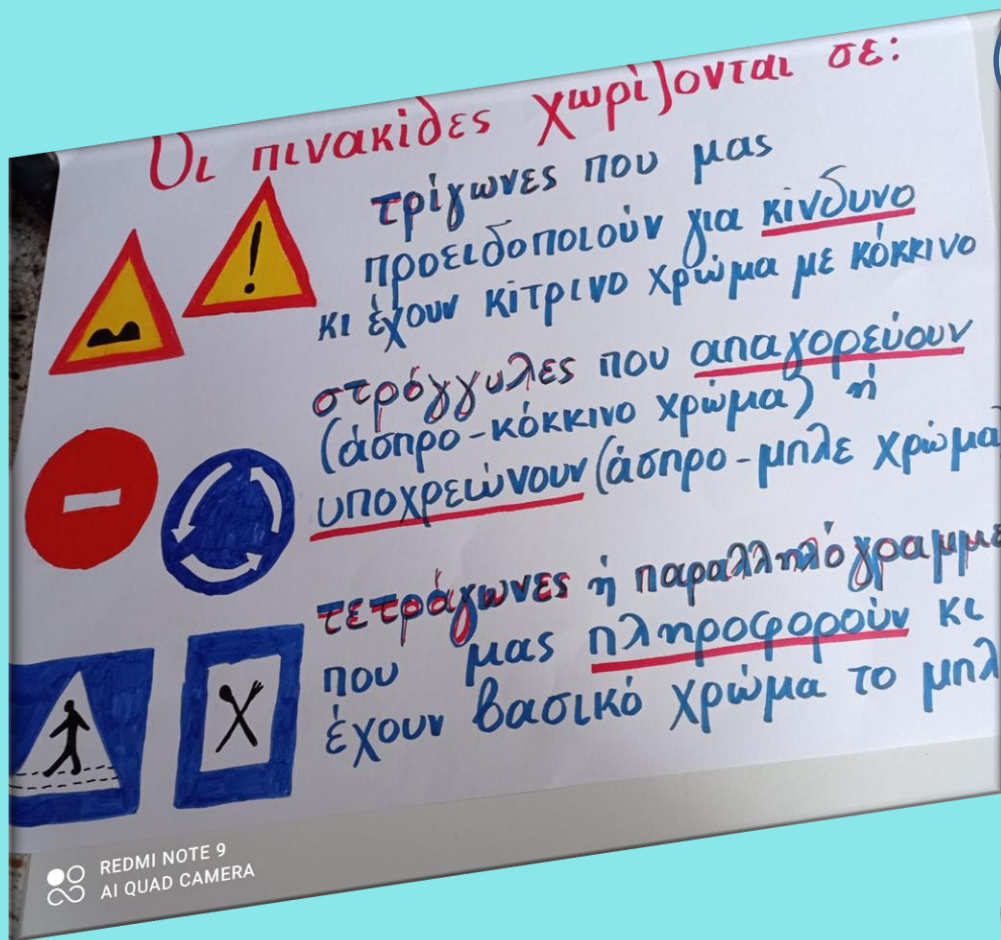 Οι πινακίδες χωρίζονται σε:
τρίγωνες που μας
προειδοποιούν για κίνδυνο
κι έχουν κίτρινο χρώμα με κόκκινο
στρόγγυλες που απαγορεύουν
(άσπρο-κόκκινο χρώμα) ή
υποχρεώνουν (άσπρο-μπλε χρώμα
τετράγωνες ή
που μας πληροφορούν κι
έχουν βασικό χρώμα το
REDMI NOTE 9
AI QUAD CAMERA